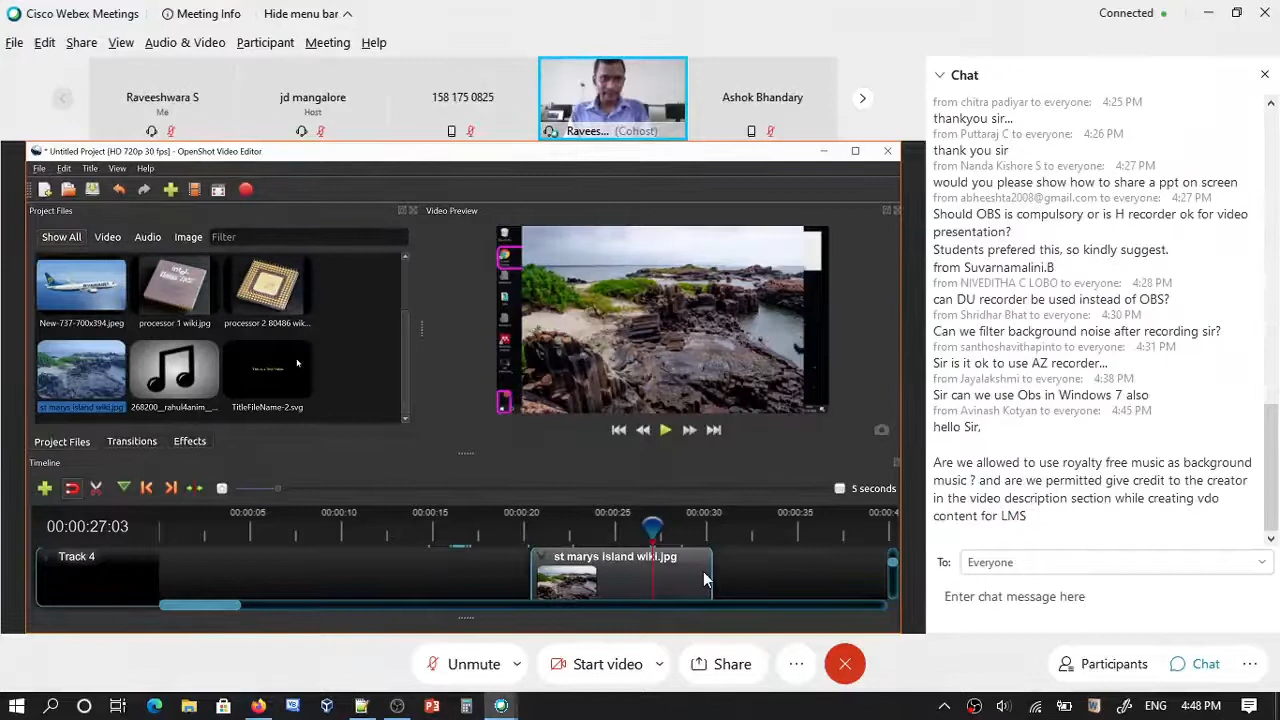 Cisco Webex Meetings
Meeting Info
Hide menu bar
Connected
File Edit Share View Audio & Video Participant Meeting Help
Raveeshwara S
Me
jd mangalore
Host
158 175 0825
Ravees... (Cohost)
Ashok Bhandary
* Untitled Project [HD 720p 30 fps] - OpenShot Video Editor
File Edit Title View Help
Project Files
Video Preview
Show All Video Audio Image Filter
New-737-700x394.jpeg
processor 1 wiki.jpg
processor 2 80486 wik...
st marys island wiki.jpg
268200__rahul4anim__...
TitleFileName-2.svg
Project Files Transitions Effects
Timeline
5 seconds
00:00:27:03
00:00:05 00:00:10 00:00:15 00:00:20 00:00:25 00:00:30 00:00:35 00:00:4
Track 4
st marys island wiki.jpg
Chat
from chitra padiyar to everyone: 4:25 PM
thankyou sir...
from Puttaraj C to everyone: 4:26 PM
thank you sir
from Nanda Kishore S to everyone: 4:27 PM
would you please show how to share a ppt on screen
from abheeshta2008@gmail.com to everyone: 4:27 PM
Should OBS is compulsory or is H recorder ok for video
presentation?
Students prefered this, so kindly suggest.
from Suvarnamalini.B
from NIVEDITHA C LOBO to everyone: 4:28 PM
can DU recorder be used instead of OBS?
from Shridhar Bhat to everyone: 4:30 PM
Can we filter background noise after recording sir?
from santhoshavithapinto to everyone: 4:31 PM
Sir is it ok to use AZ recorder...
from Jayalakshmi to everyone: 4:38 PM
Sir can we use Obs in Windows 7 also
from Avinash Kotyan to everyone: 4:45 PM
hello Sir,
Are we allowed to use royalty free music as background
music ? and are we permitted give credit to the creator
in the video description section while creating vdo
content for LMS
To: Everyone
Enter chat message here
Unmute
Start video
Share
Participants
Chat
ENG 4:48 PM